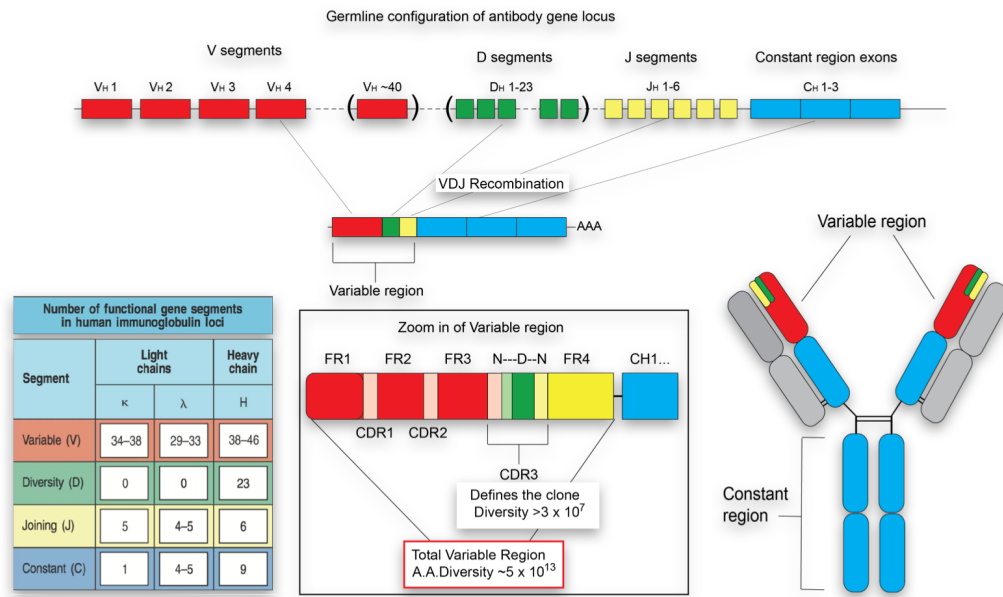 Germline configuration of antibody gene locus
V segments
D segments
J segments
Constant region exons
VH 1
VH 2
VH 3
VH 4
( VH ~40 )
( DH 1-23 )
JH 1-6
CH 1-3
VDJ Recombination
AAA
Variable region
Variable region
Constant
region
Number of functional gene segments
in human immunoglobulin loci
Segment
Light
chains
Heavy
chain
κ
λ
H
Variable (V)
34–38
29–33
38–46
Diversity (D)
0
0
23
Joining (J)
5
4–5
6
Constant (C)
1
4–5
9
Zoom in of Variable region
FR1
FR2
FR3
N---D--N
FR4
CH1...
CDR1
CDR2
CDR3
Defines the clone
Diversity >3 x 10⁷
Total Variable Region
A.A.Diversity ~5 x 10¹³